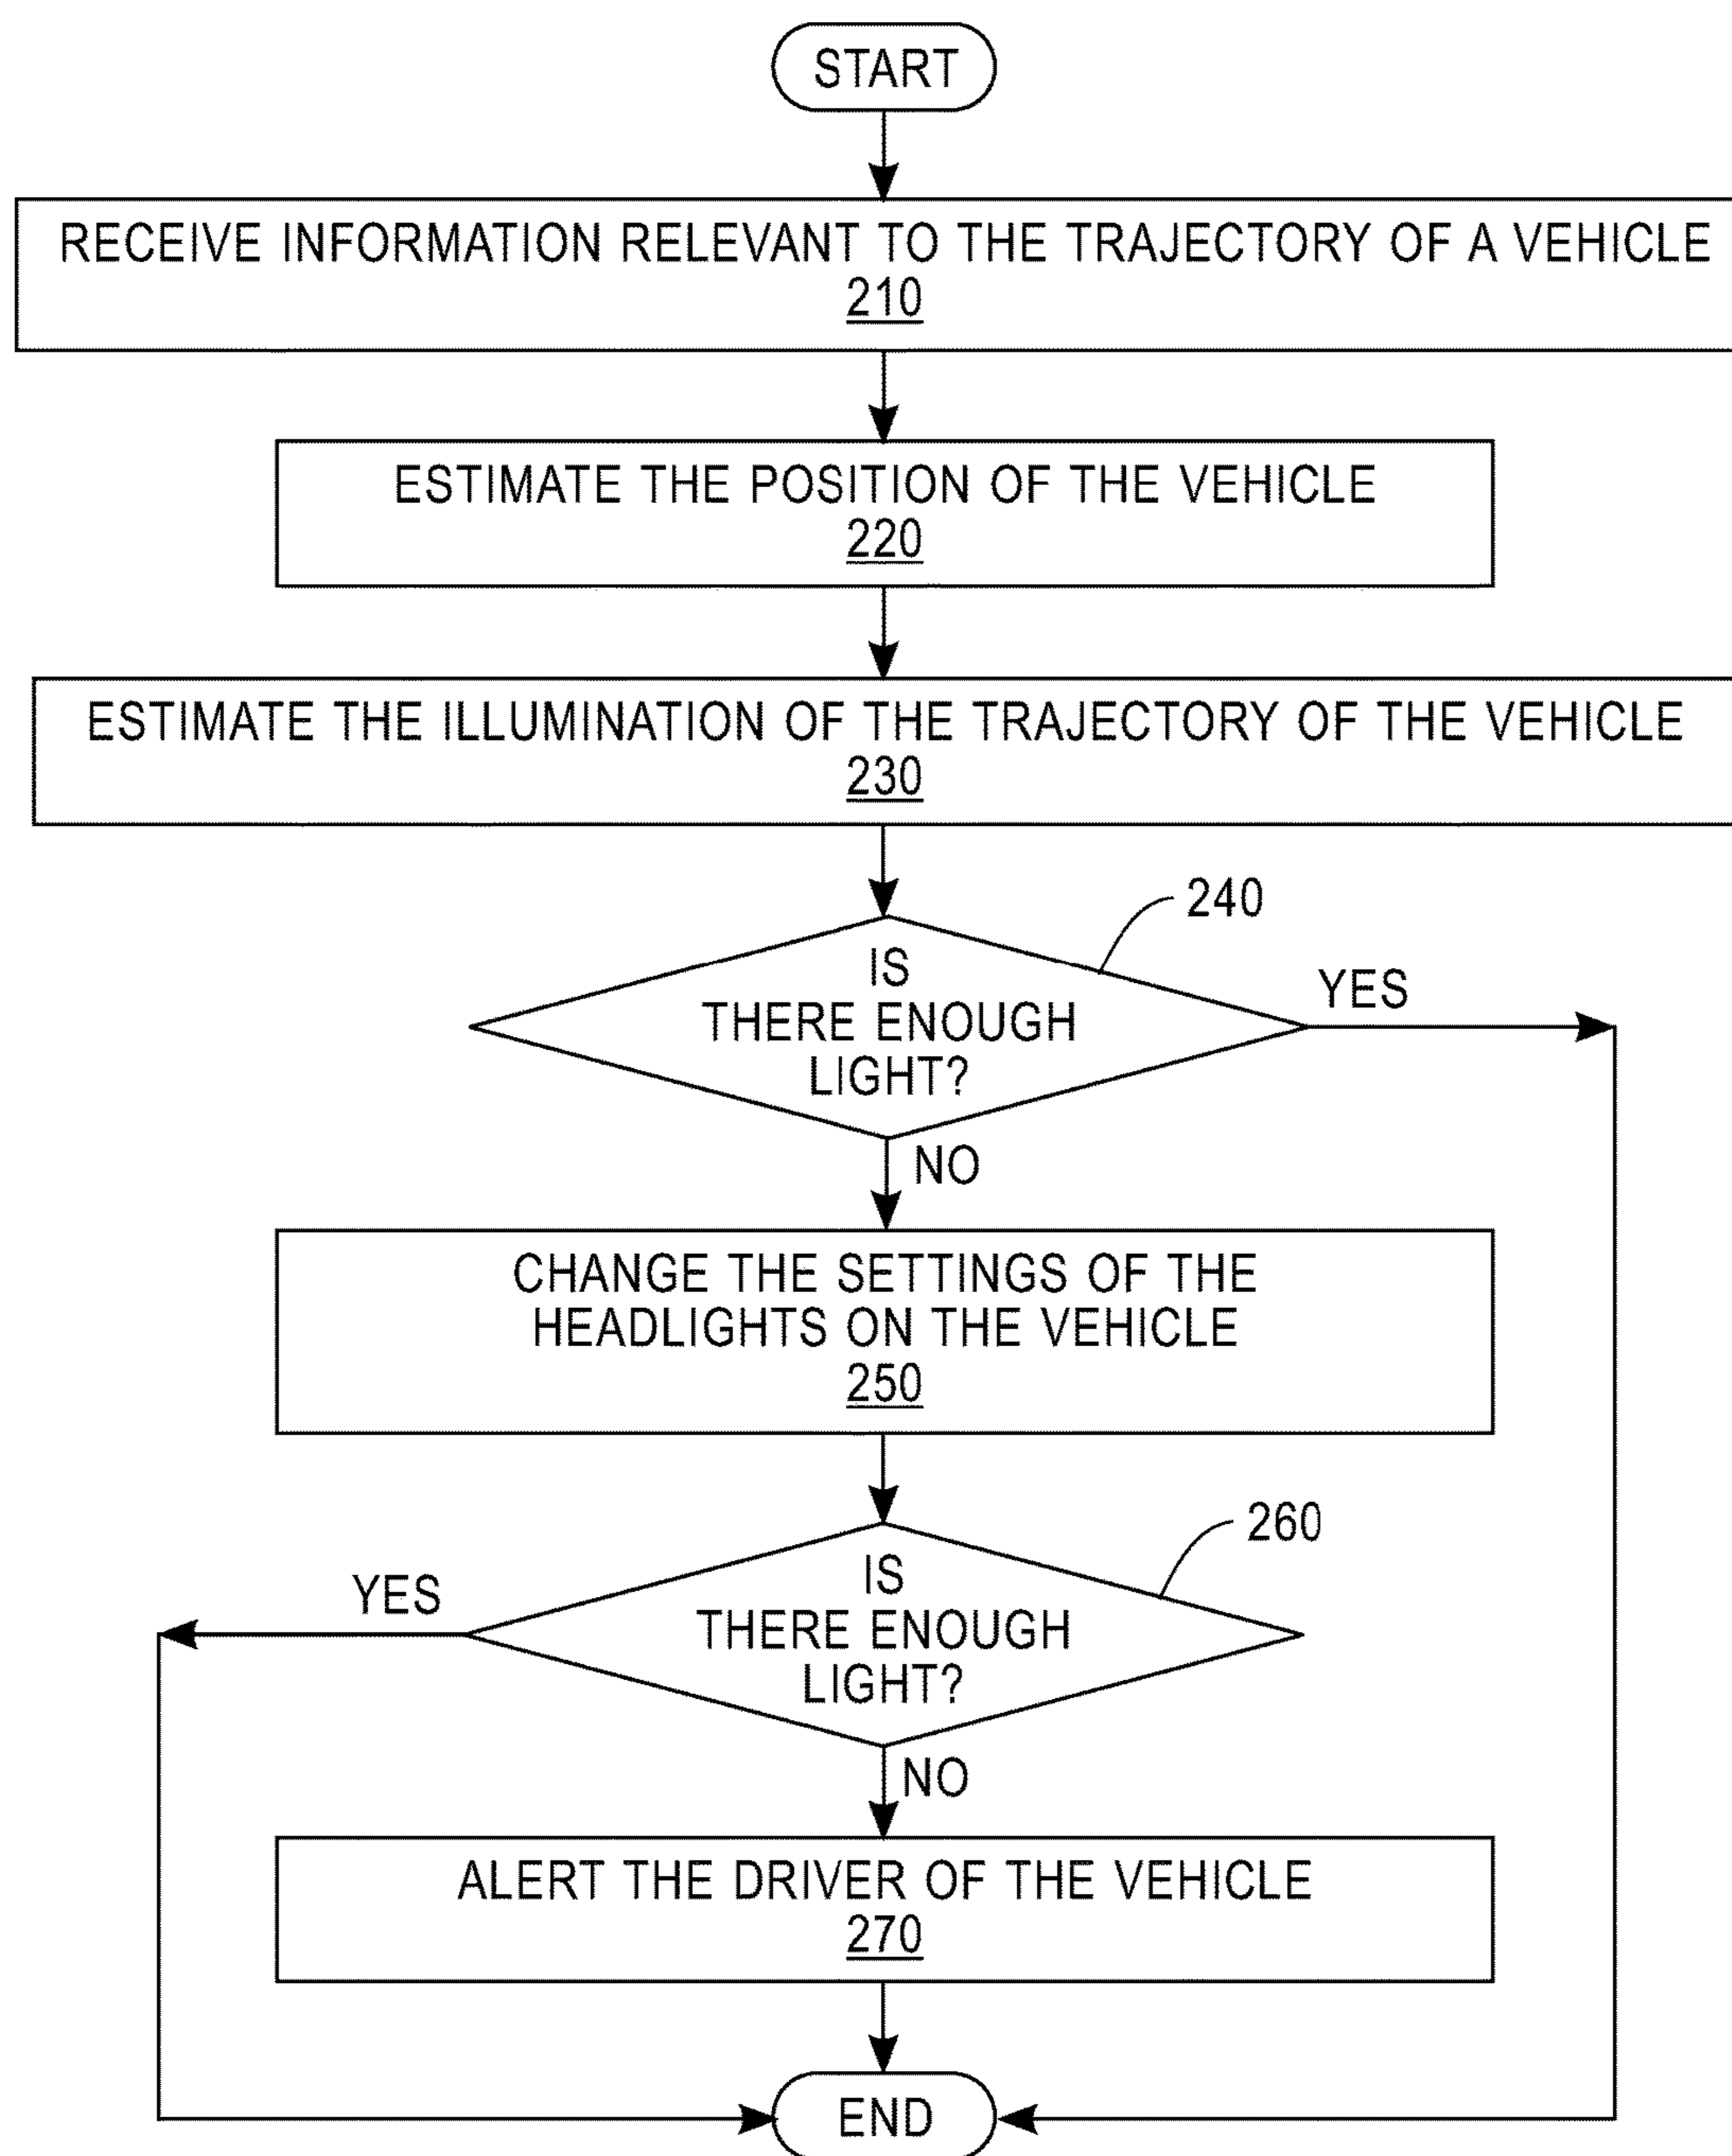 START
RECEIVE INFORMATION RELEVANT TO THE TRAJECTORY OF A VEHICLE
210
ESTIMATE THE POSITION OF THE VEHICLE
220
ESTIMATE THE ILLUMINATION OF THE TRAJECTORY OF THE VEHICLE
230
240
IS
THERE ENOUGH
LIGHT?
YES
NO
CHANGE THE SETTINGS OF THE
HEADLIGHTS ON THE VEHICLE
250
260
IS
THERE ENOUGH
LIGHT?
YES
NO
ALERT THE DRIVER OF THE VEHICLE
270
END